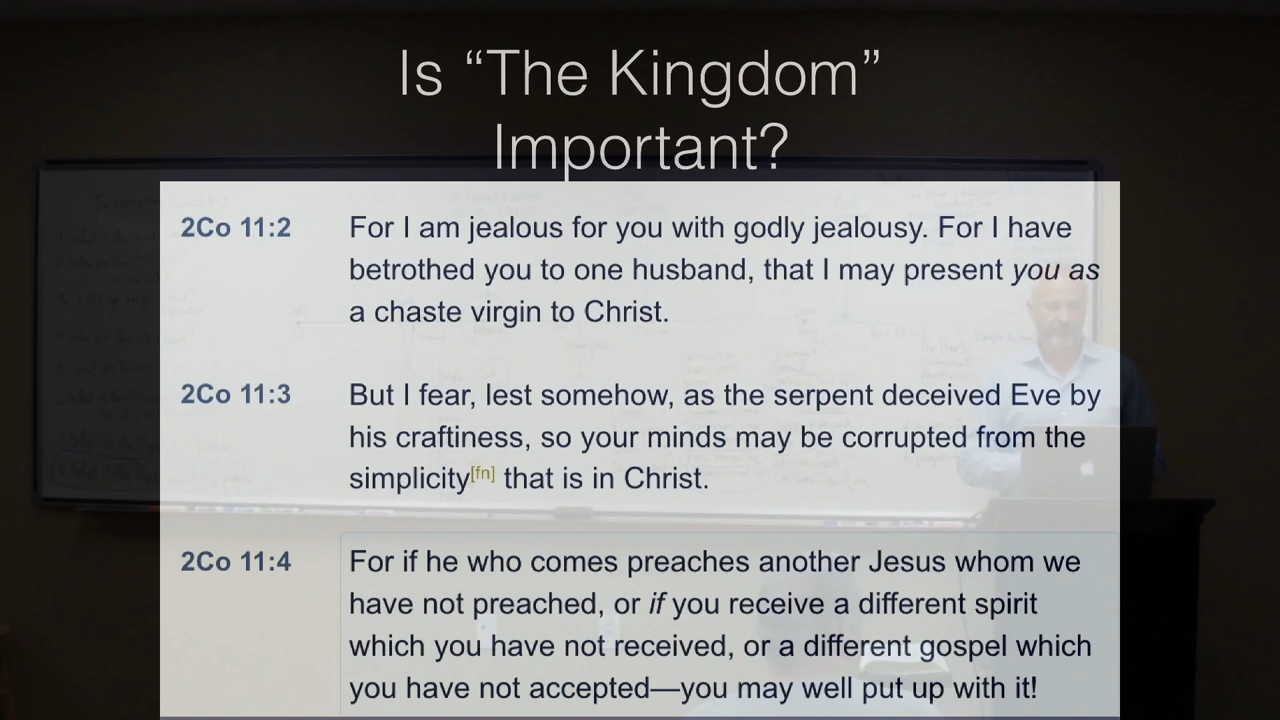 Is “The Kingdom”
Important?
2Co 11:2 For I am jealous for you with godly jealousy. For I have
betrothed you to one husband, that I may present you as
a chaste virgin to Christ.
2Co 11:3 But I fear, lest somehow, as the serpent deceived Eve by
his craftiness, so your minds may be corrupted from the
simplicity[fn] that is in Christ.
2Co 11:4 For if he who comes preaches another Jesus whom we
have not preached, or if you receive a different spirit
which you have not received, or a different gospel which
you have not accepted—you may well put up with it!